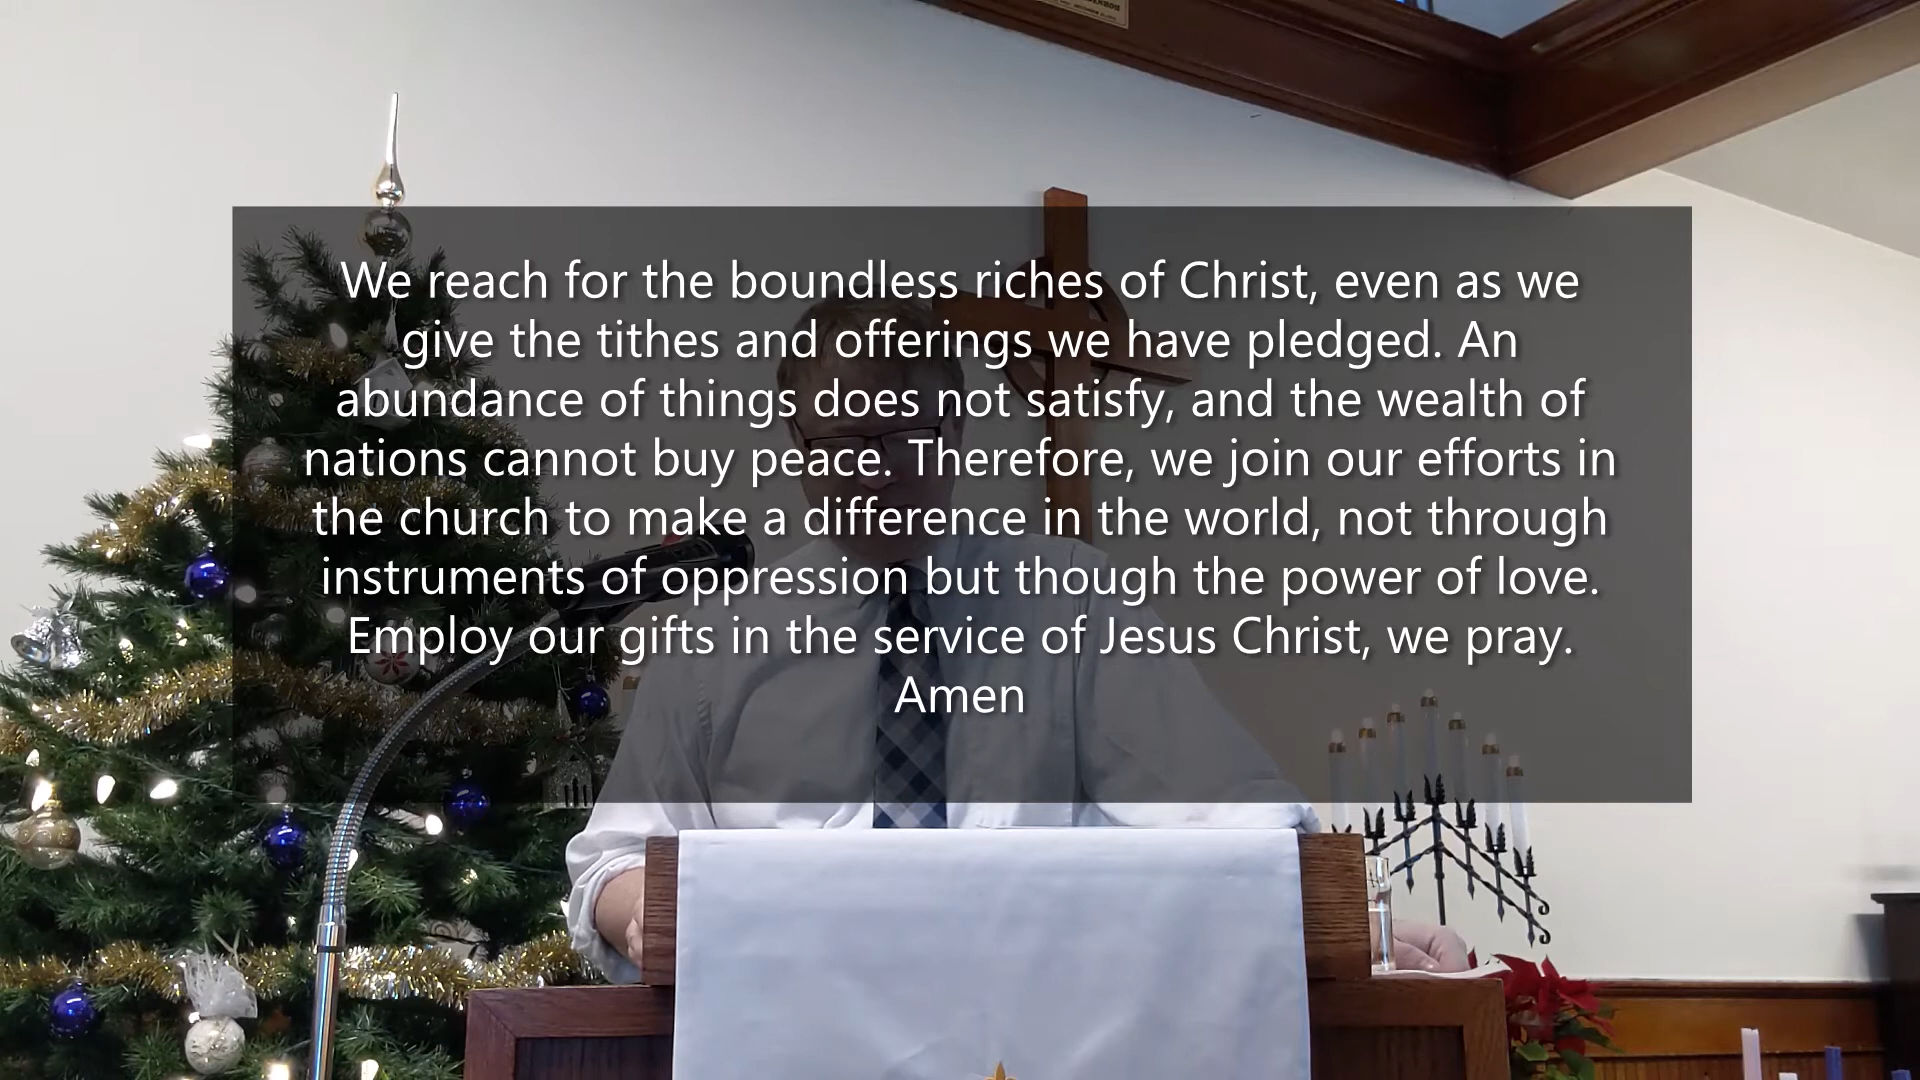 We reach for the boundless riches of Christ, even as we
give the tithes and offerings we have pledged. An
abundance of things does not satisfy, and the wealth of
nations cannot buy peace. Therefore, we join our efforts in
the church to make a difference in the world, not through
instruments of oppression but though the power of love.
Employ our gifts in the service of Jesus Christ, we pray.
Amen